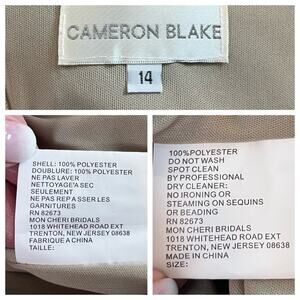 CAMERON BLAKE
14
SHELL: 100% POLYESTER
DOUBLURE: 100% POLYESTER
NE PAS LAVER
NETTOYAGE'A SEC
SEULEMENT
NE PAS REPASSER LES
GARNITURES
RN 82673
MON CHERI BRIDALS
1018 WHITEHEAD ROAD EXT
TRENTON, NEW JERSEY 08638
FABRIQUE A CHINA
TAILLE:
100%POLYESTER
DO NOT WASH
SPOT CLEAN
BY PROFESSIONAL
DRY CLEANER:
NO IRONING OR
STEAMING ON SEQUINS
OR BEADING
RN 82673
MON CHERI BRIDALS
1018 WHITEHEAD ROAD EXT
TRENTON, NEW JERSEY 08638
MADE IN CHINA
SIZE: